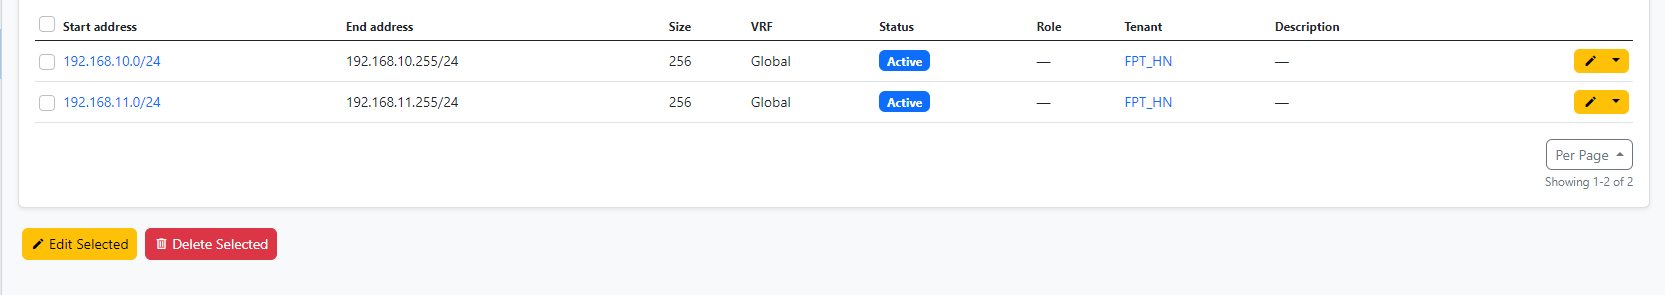 Start address End address Size VRF Status Role Tenant Description
192.168.10.0/24 192.168.10.255/24 256 Global Active — FPT_HN —
192.168.11.0/24 192.168.11.255/24 256 Global Active — FPT_HN —
Per Page
Showing 1-2 of 2
Edit Selected Delete Selected